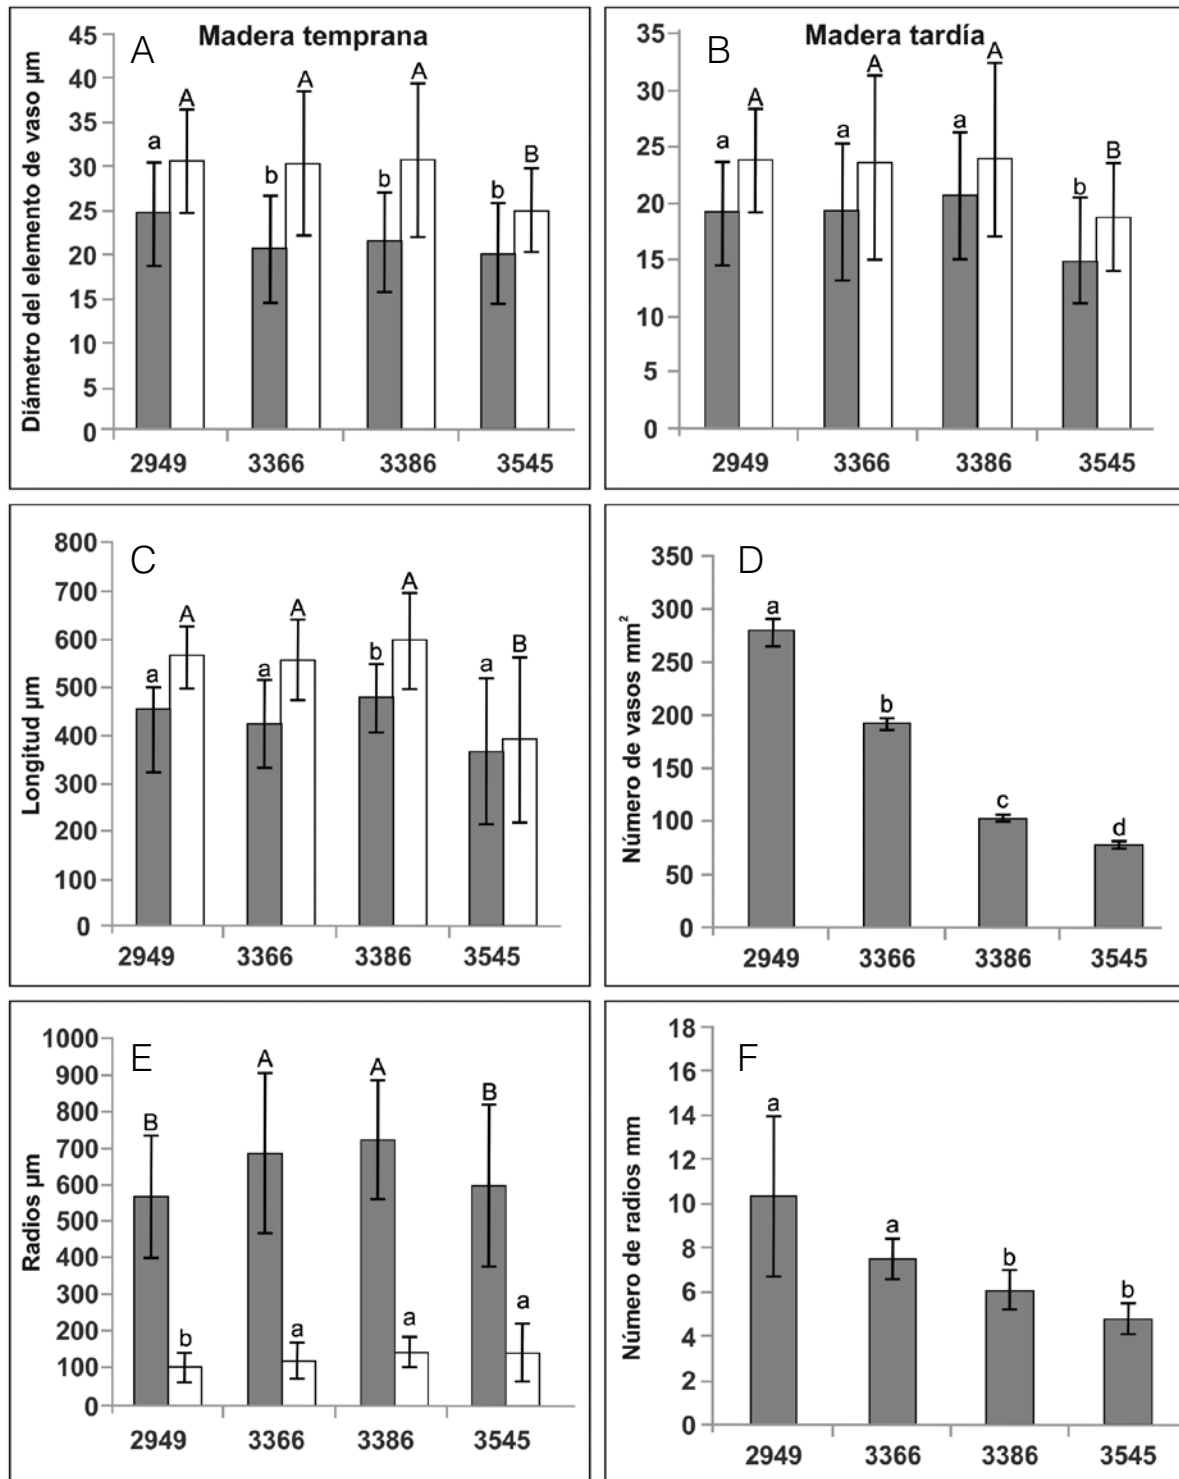 Madera temprana
A
Diámetro del elemento de vaso µm
45
40
35
30
25
20
15
10
5
0
a
A
b
A
b
A
b
B
2949 3366 3386 3545
Madera tardía
B
35
30
25
20
15
10
5
0
a
A
a
A
a
A
b
B
2949 3366 3386 3545
C
Longitud µm
800
700
600
500
400
300
200
100
0
a
A
a
A
b
A
a
B
2949 3366 3386 3545
D
Número de vasos mm²
350
300
250
200
150
100
50
0
a
b
c
d
2949 3366 3386 3545
E
Radios µm
1000
900
800
700
600
500
400
300
200
100
0
B
b
A
a
A
a
B
a
2949 3366 3386 3545
F
Número de radios mm
18
16
14
12
10
8
6
4
2
0
a
a
b
b
2949 3366 3386 3545